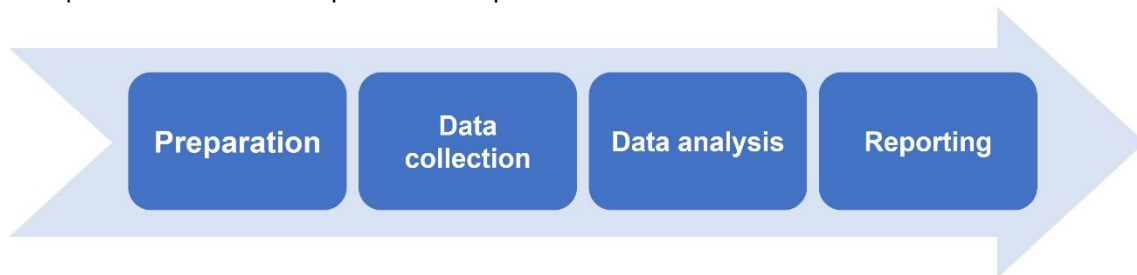 Preparation
Data
collection
Data analysis
Reporting